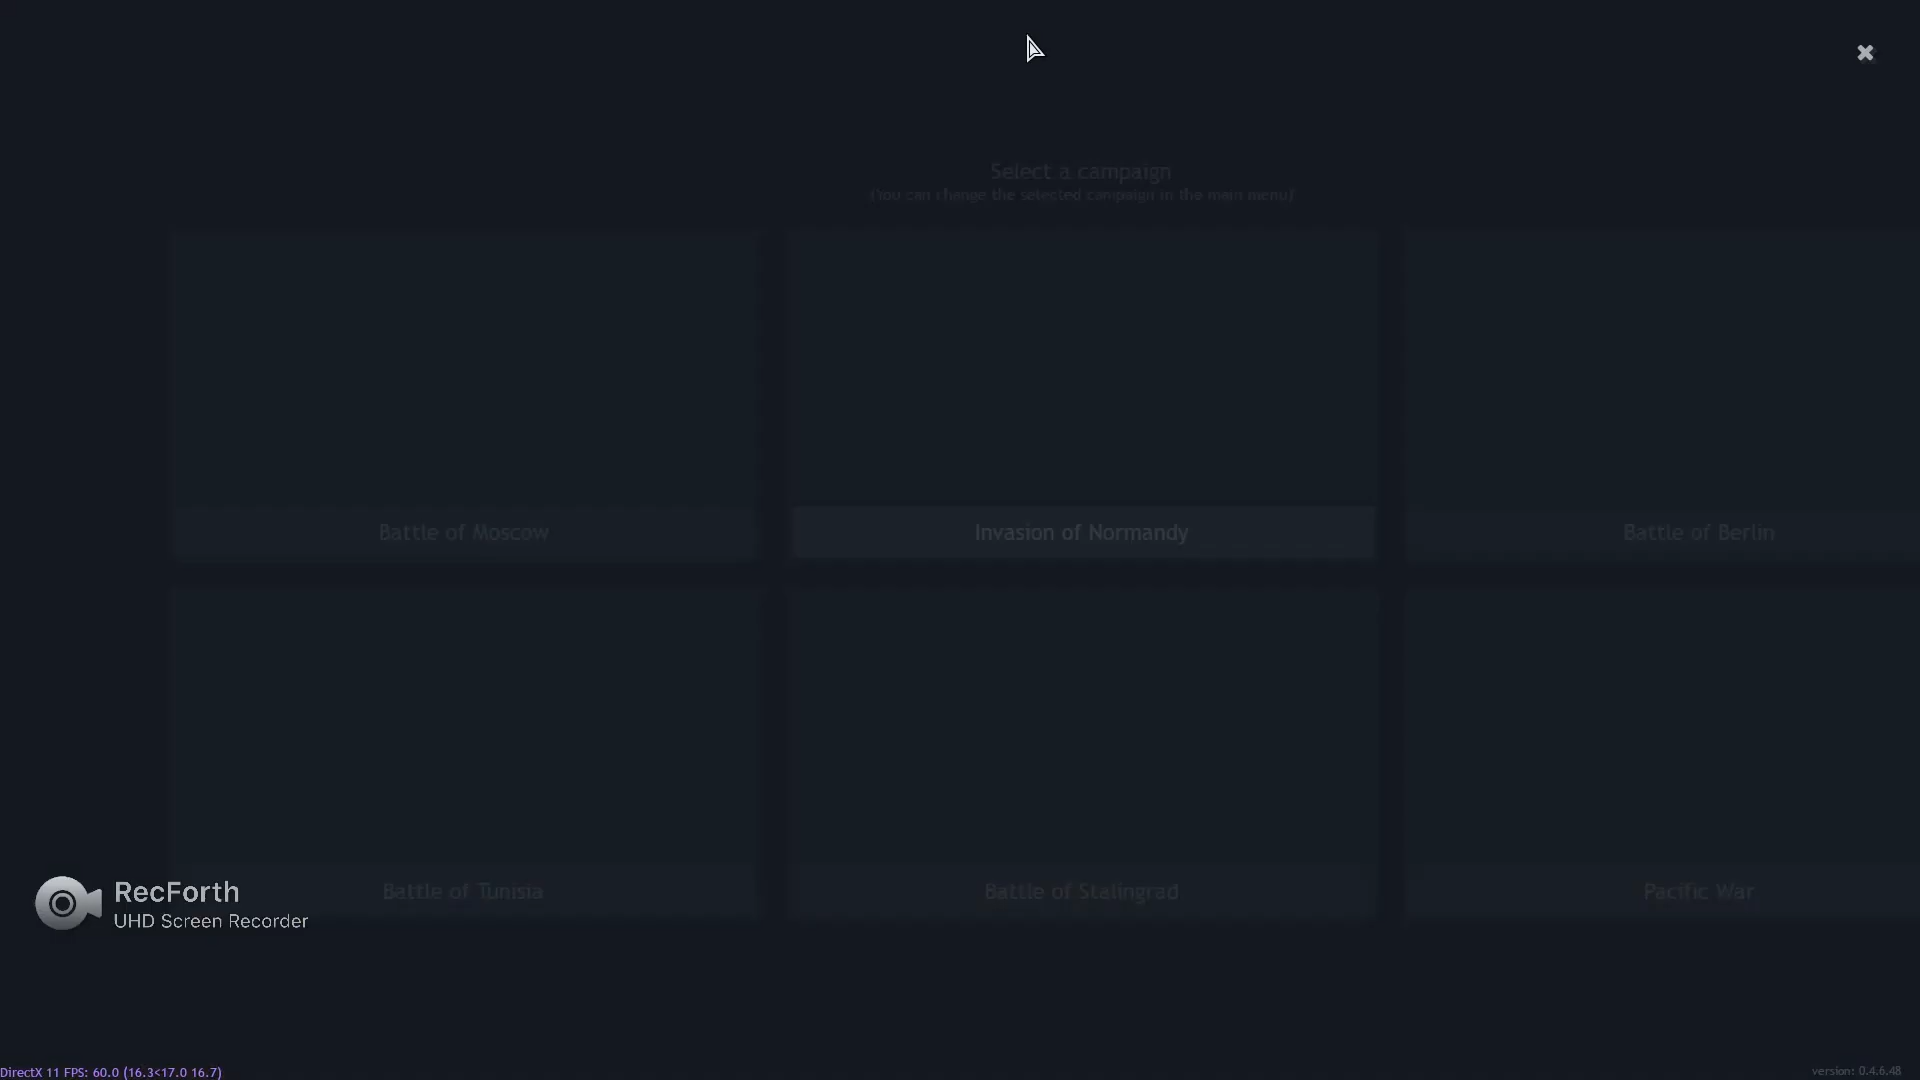 Select a campaign
(You can change the selected campaign in the main menu)
Battle of Moscow
Invasion of Normandy
Battle of Berlin
Battle of Tunisia
Battle of Stalingrad
Pacific War
RecForth
UHD Screen Recorder
DirectX 11 FPS: 60.0 (16.3<17.0 16.7)
version: 0.4.6.48